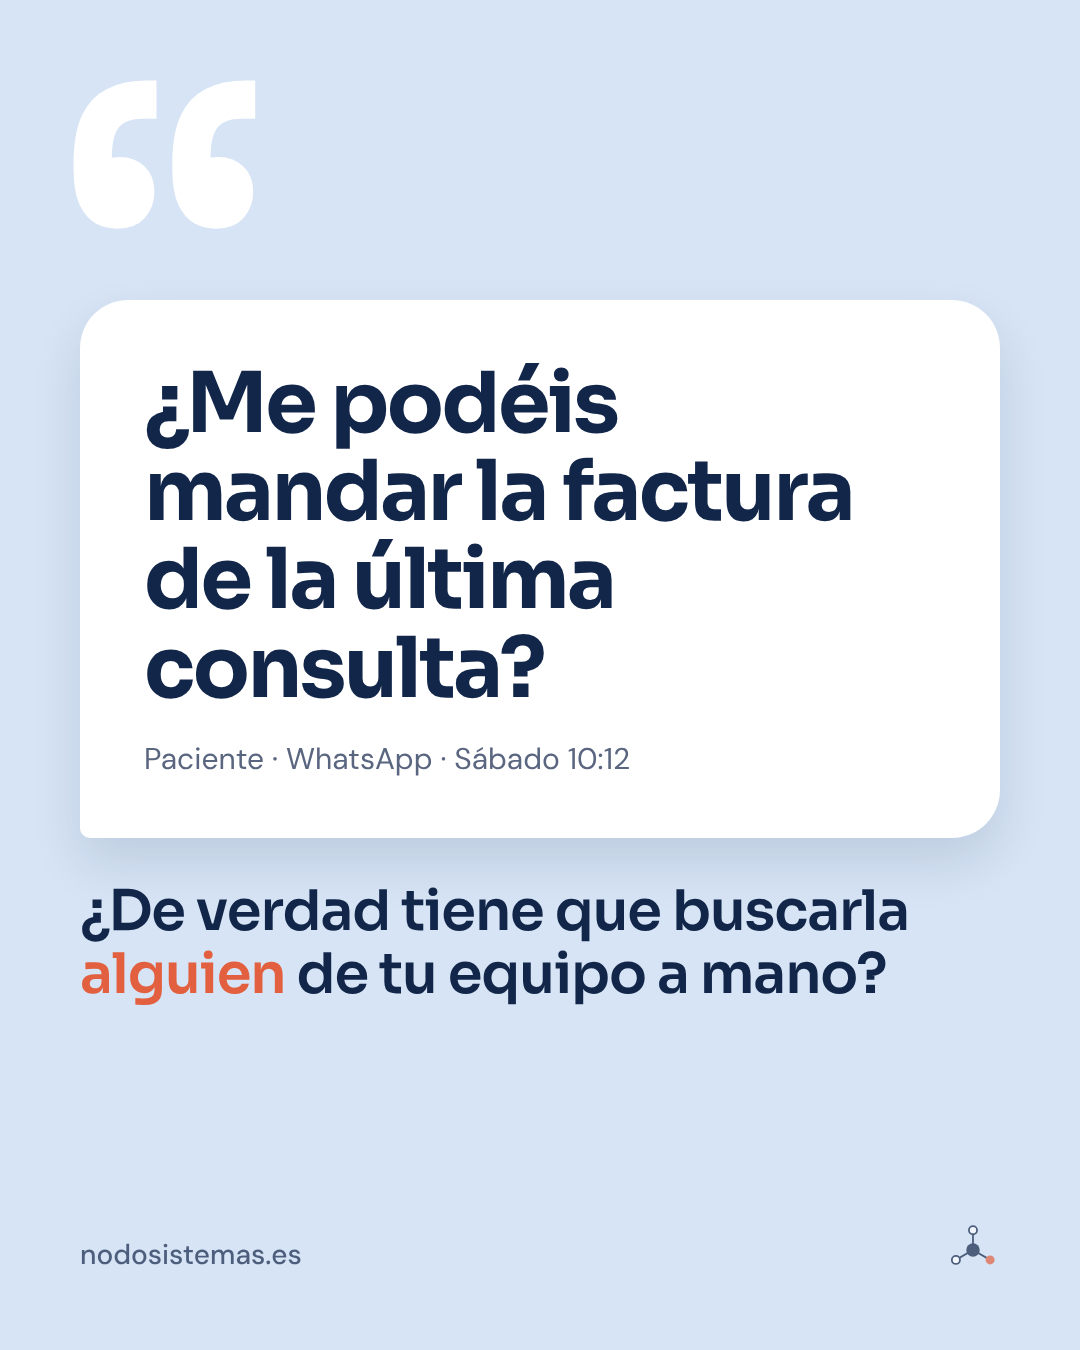 “
¿Me podéis
mandar la factura
de la última
consulta?
Paciente · WhatsApp · Sábado 10:12
¿De verdad tiene que buscarla
alguien de tu equipo a mano?
nodosistemas.es